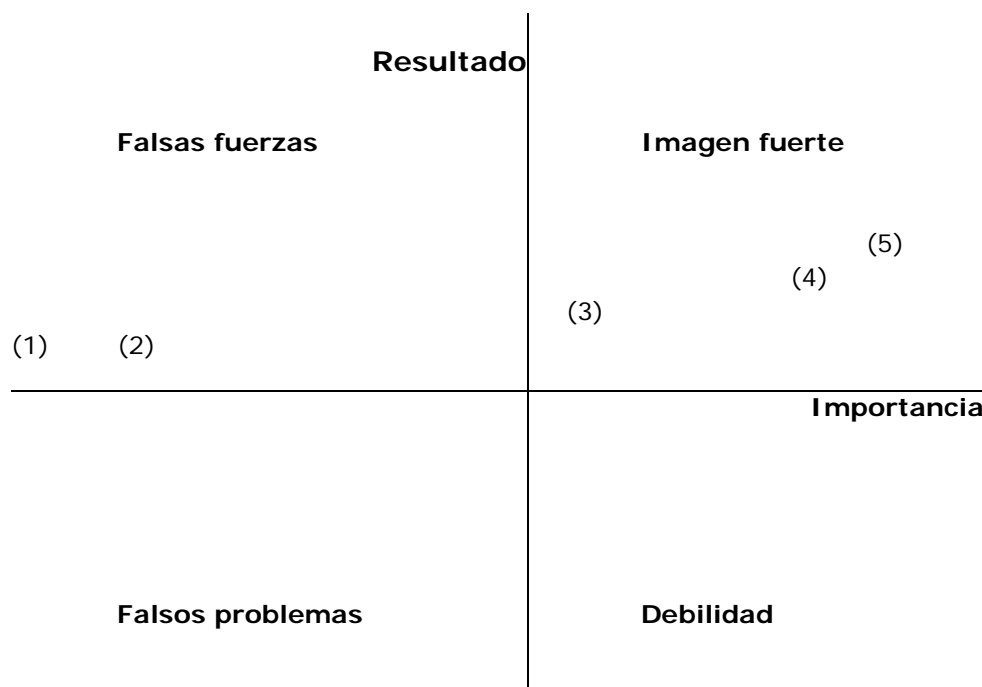 Resultado
Falsas fuerzas Imagen fuerte
(5)
(4)
(3)
(1) (2)
Importancia
Falsos problemas Debilidad